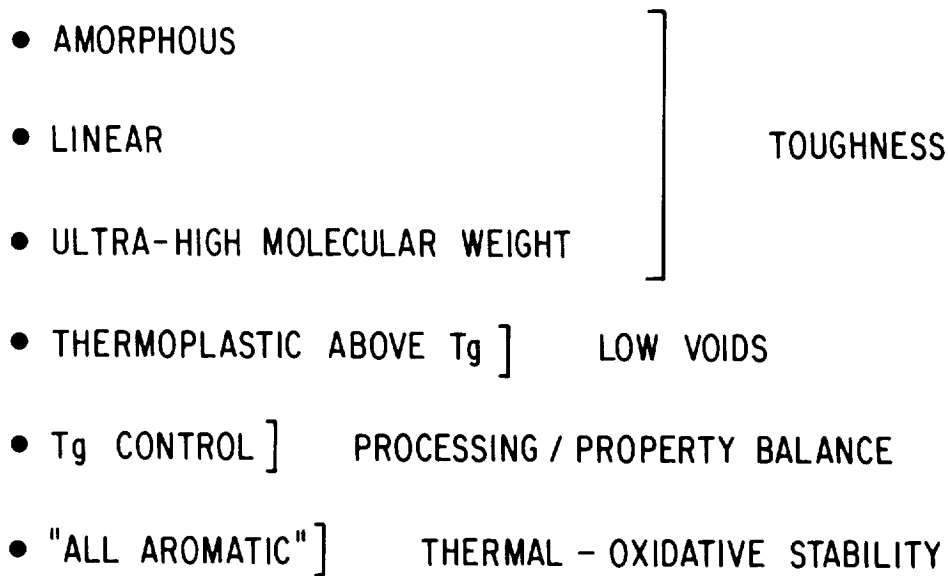 ● AMORPHOUS
● LINEAR TOUGHNESS
● ULTRA-HIGH MOLECULAR WEIGHT
● THERMOPLASTIC ABOVE Tg ] LOW VOIDS
● Tg CONTROL ] PROCESSING / PROPERTY BALANCE
● "ALL AROMATIC" ] THERMAL - OXIDATIVE STABILITY